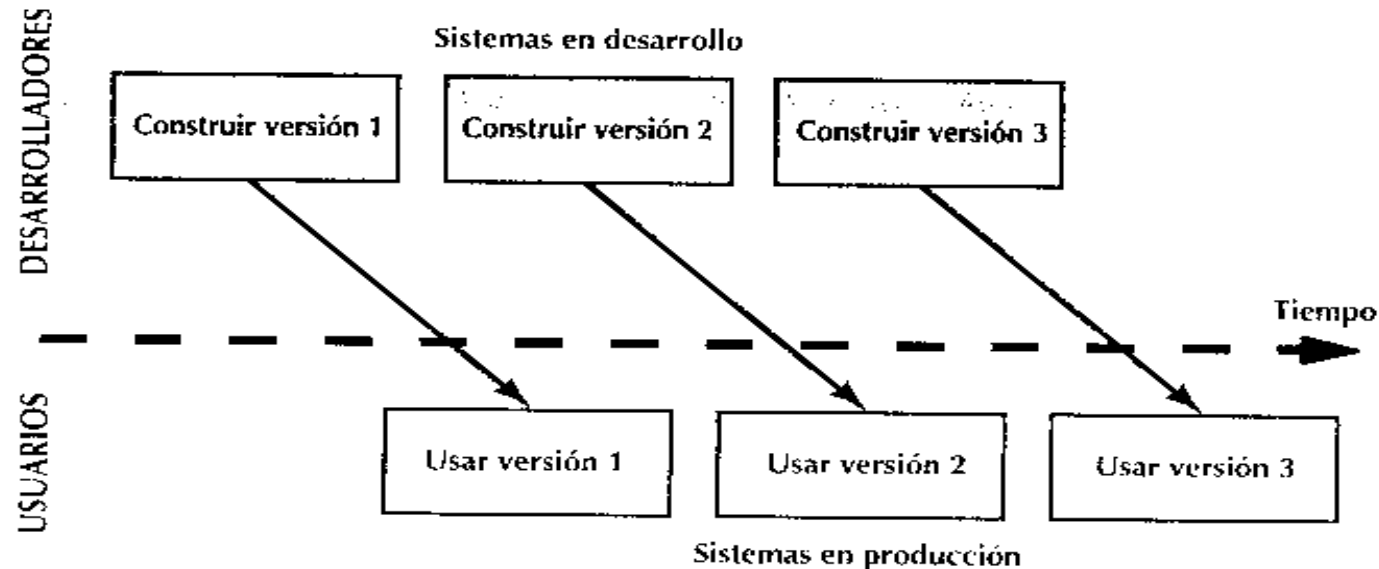 DESARROLLADORES
Sistemas en desarrollo
Construir versión 1
Construir versión 2
Construir versión 3
Tiempo
USUARIOS
Usar versión 1
Usar versión 2
Usar versión 3
Sistemas en producción